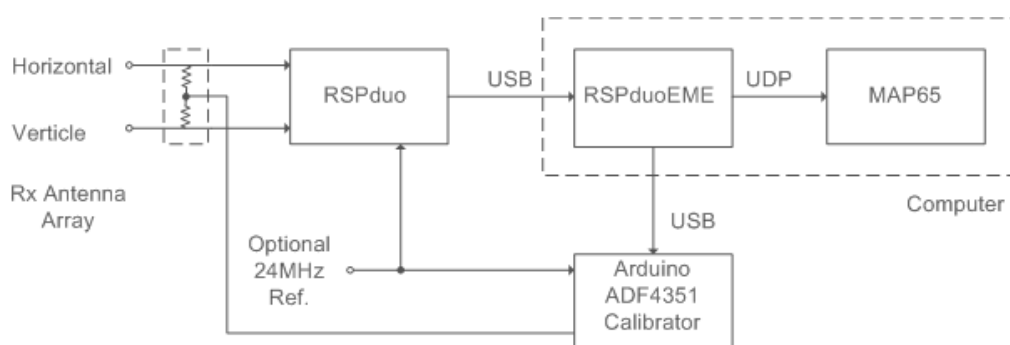 Horizontal
Verticle
Rx Antenna
Array
RSPduo
USB
RSPduoEME
UDP
MAP65
Computer
USB
Optional
24MHz
Ref.
Arduino
ADF4351
Calibrator